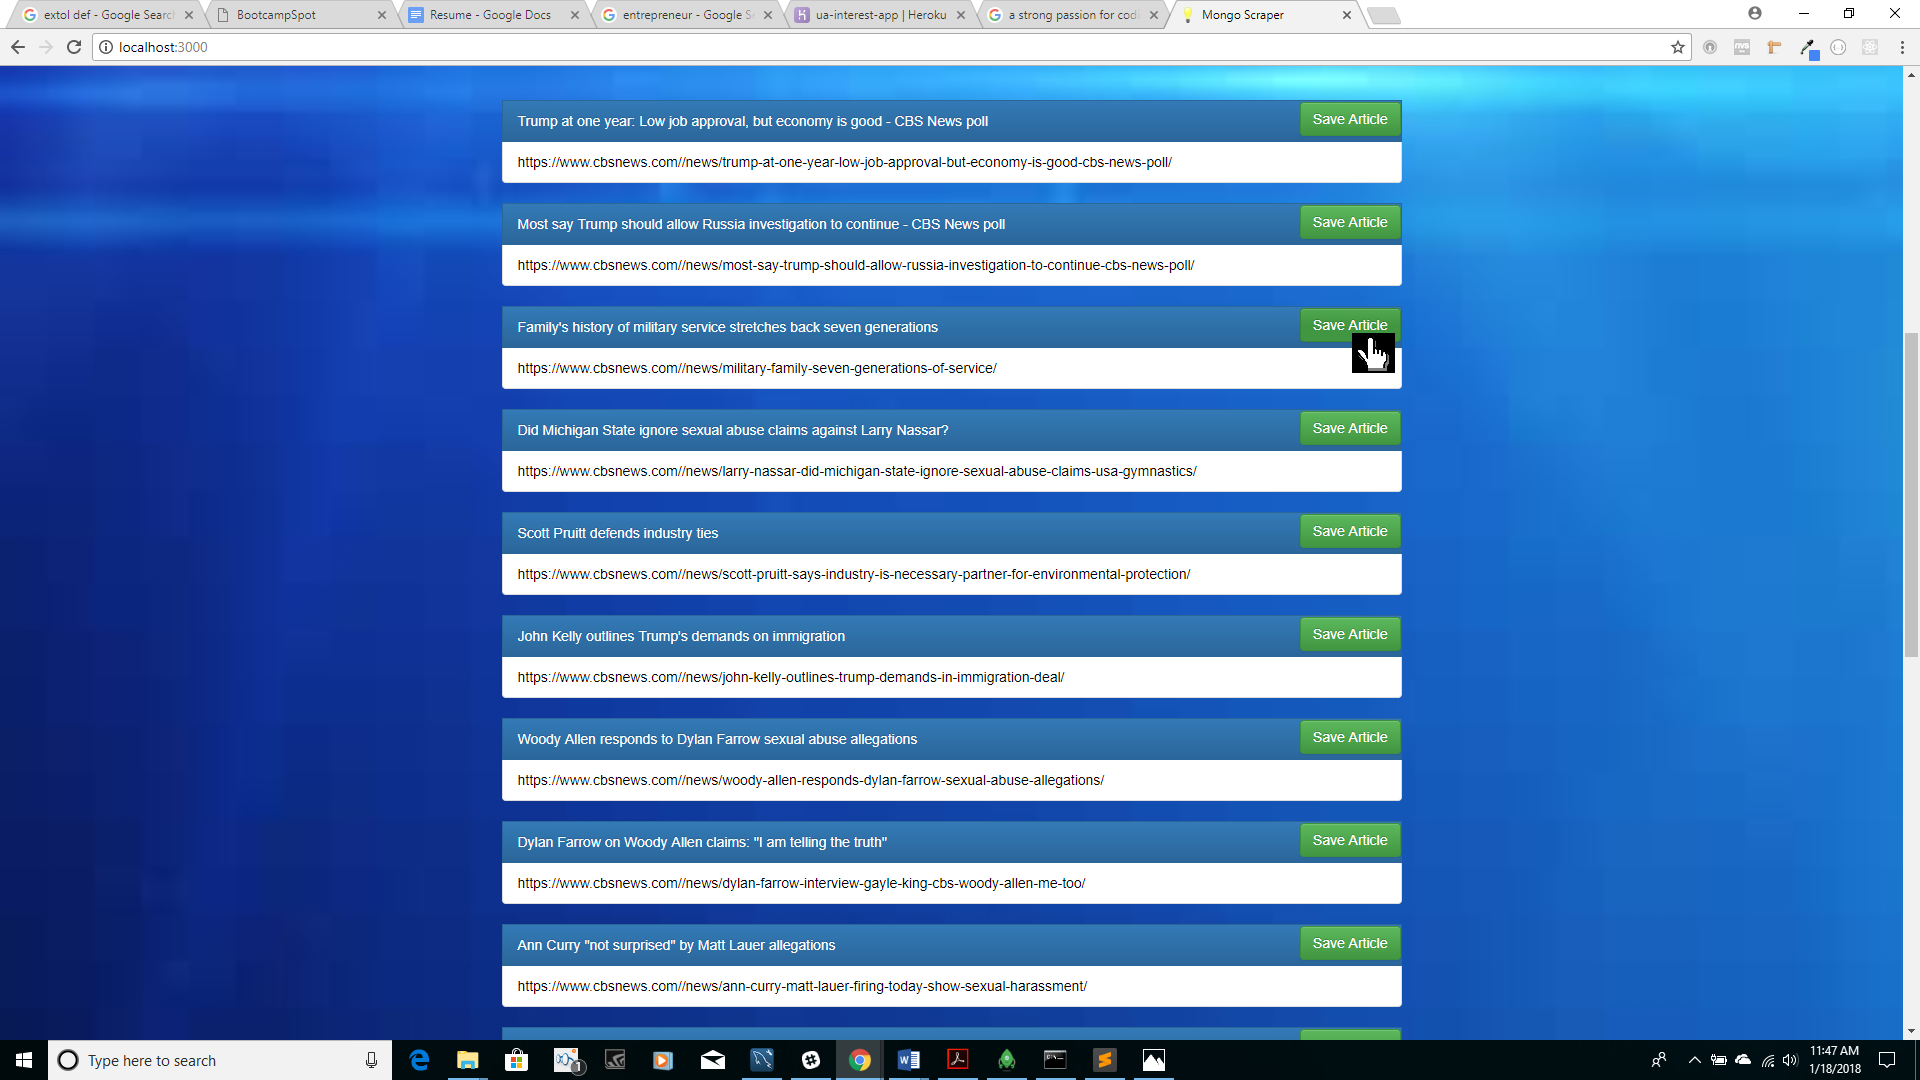 extol def - Google Search
BootcampSpot
Resume - Google Docs
entrepreneur - Google S
ua-interest-app | Heroku
a strong passion for cod
Mongo Scraper
localhost:3000
Trump at one year: Low job approval, but economy is good - CBS News poll
Save Article
https://www.cbsnews.com//news/trump-at-one-year-low-job-approval-but-economy-is-good-cbs-news-poll/
Most say Trump should allow Russia investigation to continue - CBS News poll
Save Article
https://www.cbsnews.com//news/most-say-trump-should-allow-russia-investigation-to-continue-cbs-news-poll/
Family's history of military service stretches back seven generations
Save Article
https://www.cbsnews.com//news/military-family-seven-generations-of-service/
Did Michigan State ignore sexual abuse claims against Larry Nassar?
Save Article
https://www.cbsnews.com//news/larry-nassar-did-michigan-state-ignore-sexual-abuse-claims-usa-gymnastics/
Scott Pruitt defends industry ties
Save Article
https://www.cbsnews.com//news/scott-pruitt-says-industry-is-necessary-partner-for-environmental-protection/
John Kelly outlines Trump's demands on immigration
Save Article
https://www.cbsnews.com//news/john-kelly-outlines-trump-demands-in-immigration-deal/
Woody Allen responds to Dylan Farrow sexual abuse allegations
Save Article
https://www.cbsnews.com//news/woody-allen-responds-dylan-farrow-sexual-abuse-allegations/
Dylan Farrow on Woody Allen claims: "I am telling the truth"
Save Article
https://www.cbsnews.com//news/dylan-farrow-interview-gayle-king-cbs-woody-allen-me-too/
Ann Curry "not surprised" by Matt Lauer allegations
Save Article
https://www.cbsnews.com//news/ann-curry-matt-lauer-firing-today-show-sexual-harassment/
Type here to search
1
11:47 AM
1/18/2018